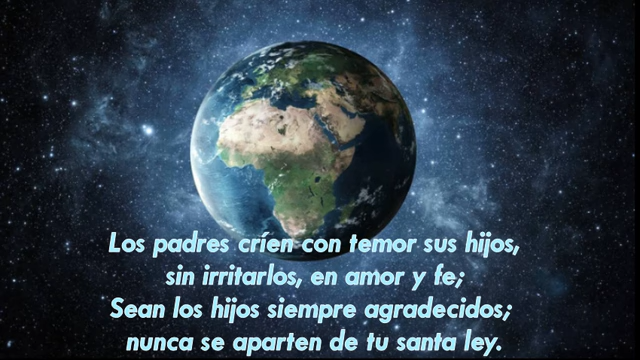 Los padres críen con temor sus hijos,
sin irritarlos, en amor y fe;
Sean los hijos siempre agradecidos;
nunca se aparten de tu santa ley.